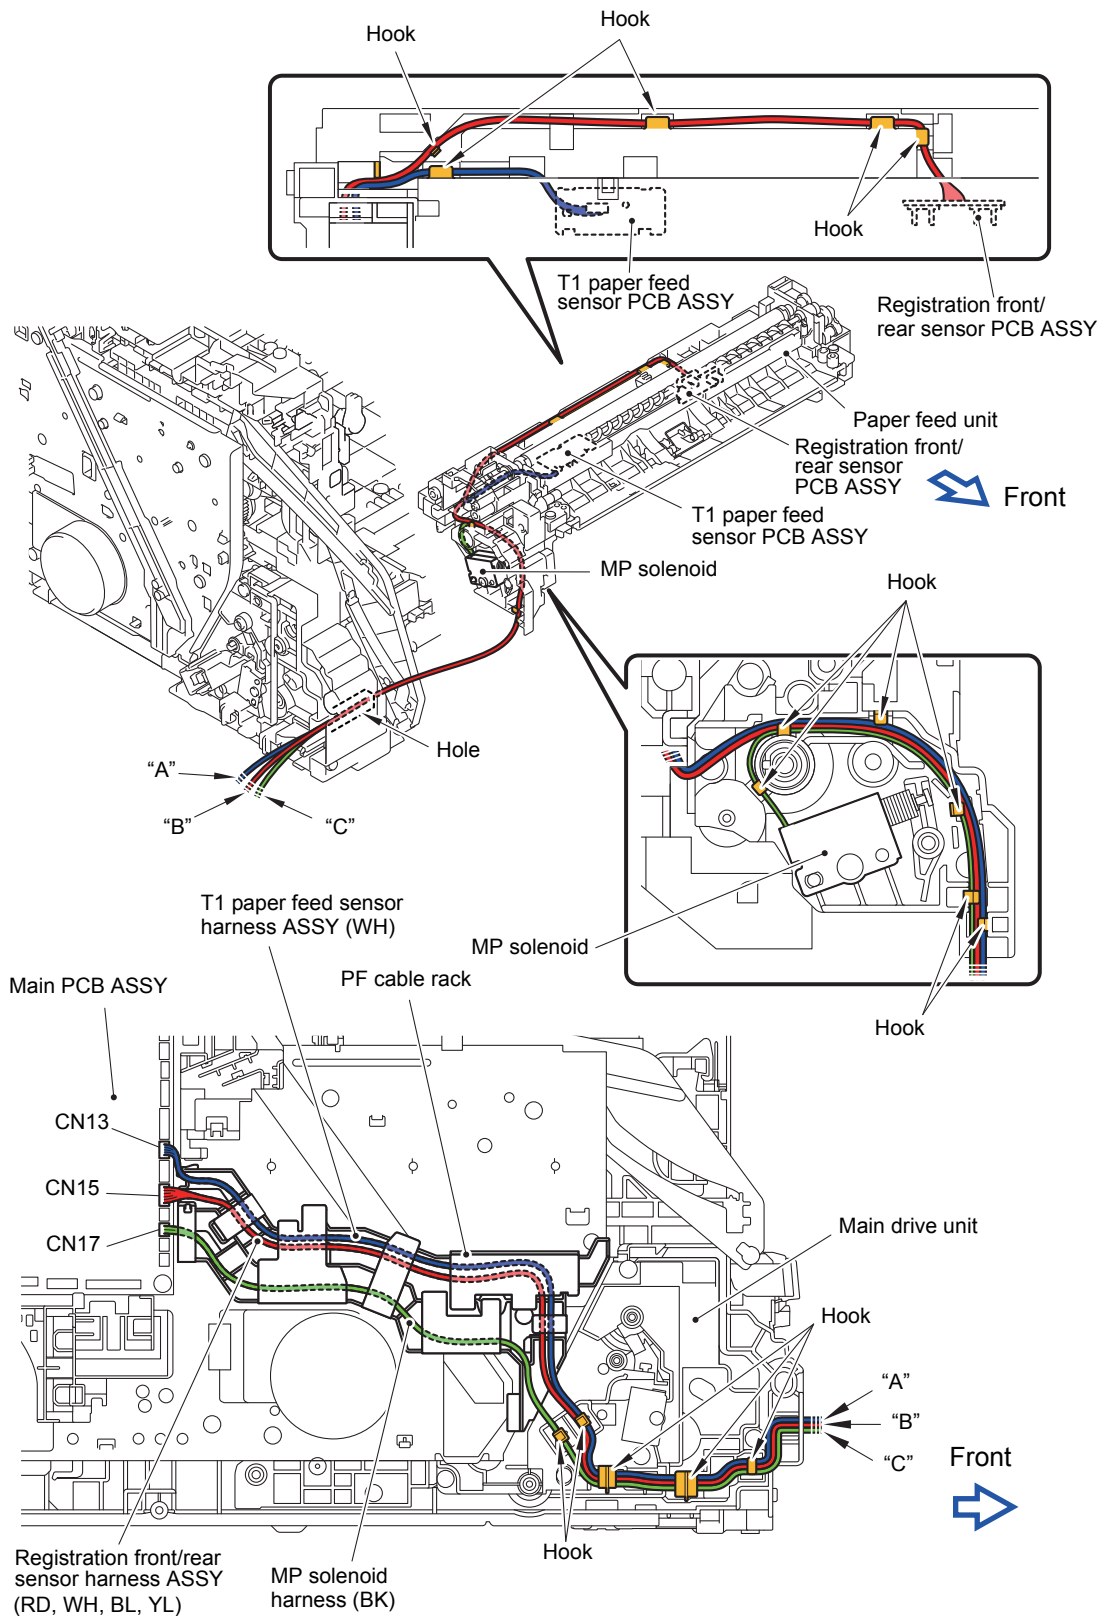 Hook
Hook
Hook
T1 paper feed
sensor PCB ASSY
Registration front/
rear sensor PCB ASSY
Paper feed unit
Registration front/
rear sensor
PCB ASSY
Front
T1 paper feed
sensor PCB ASSY
MP solenoid
Hook
Hole
“A”
“B”
“C”
T1 paper feed sensor
harness ASSY (WH)
MP solenoid
PF cable rack
Main PCB ASSY
Hook
CN13
CN15
CN17
Main drive unit
Hook
“A”
“B”
“C”
Front
Hook
Registration front/rear
sensor harness ASSY
(RD, WH, BL, YL)
MP solenoid
harness (BK)